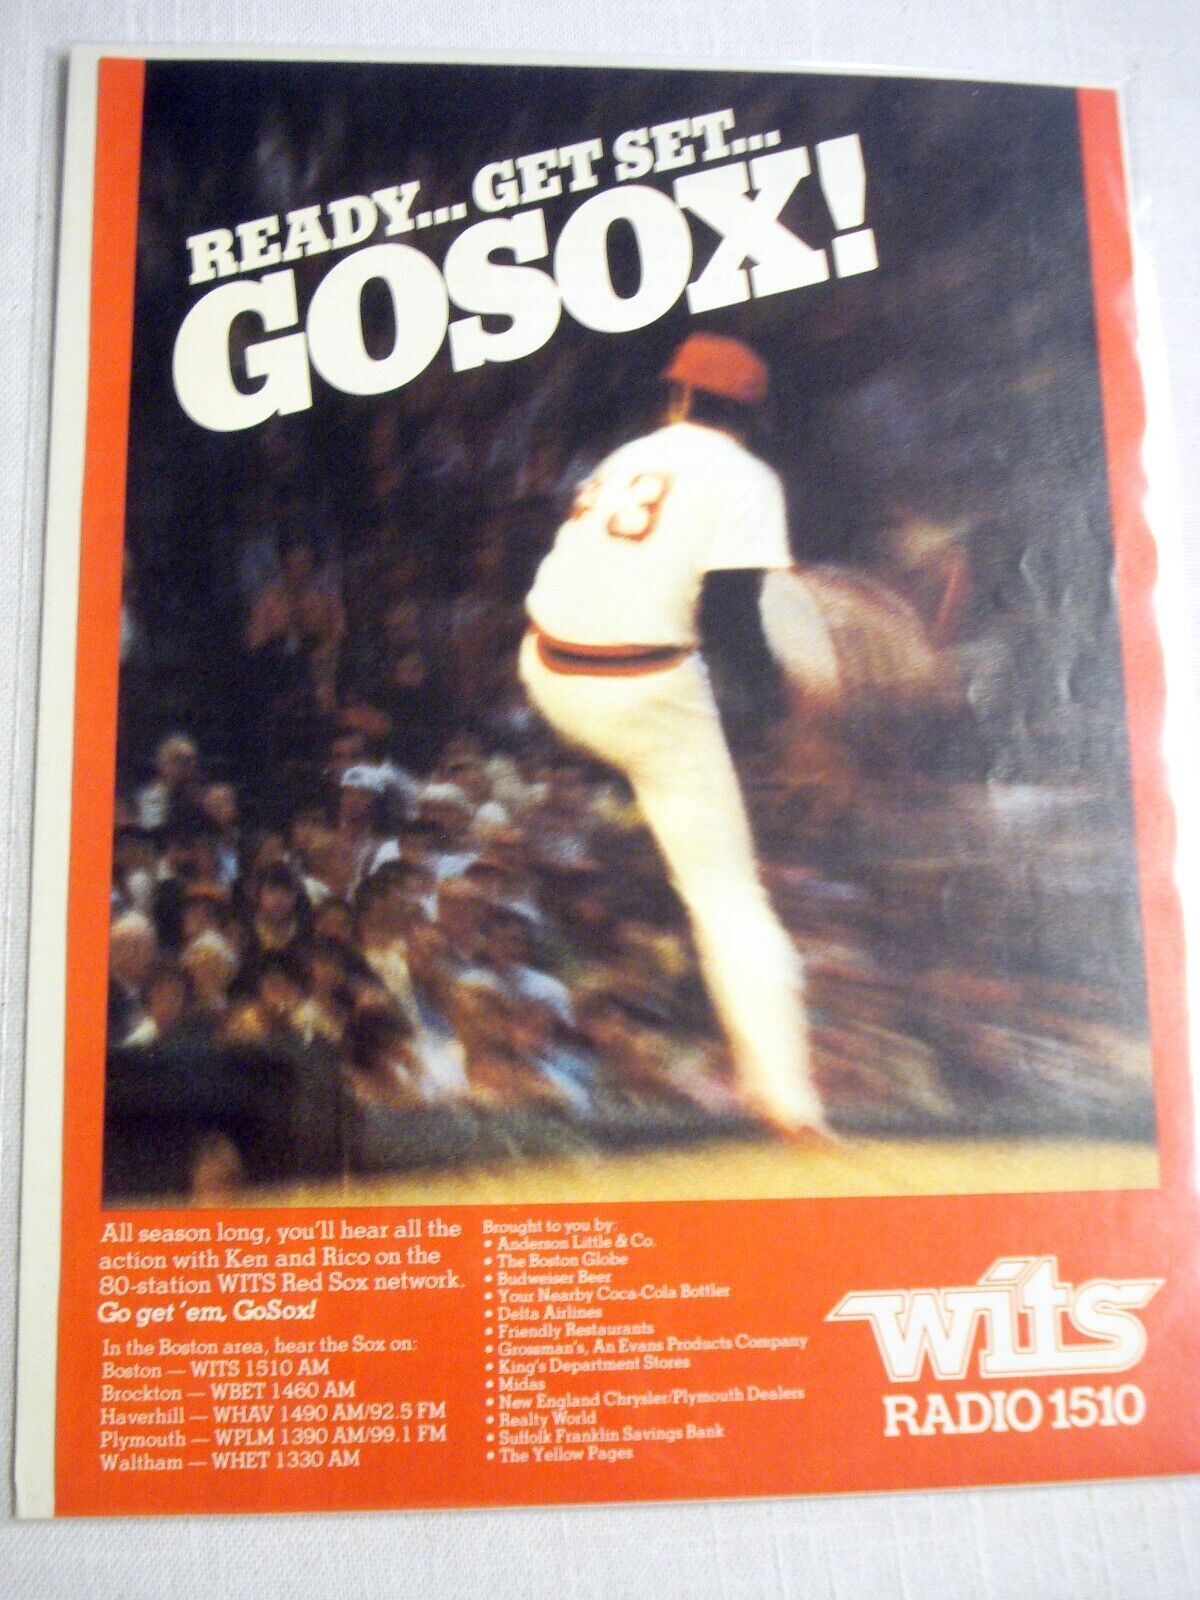 READY... GET SET...
GOSOX!
3
All season long, you'll hear all the
action with Ken and Rico on the
80-station WITS Red Sox network.
Go get 'em, GoSox!
In the Boston area, hear the Sox on:
Boston — WITS 1510 AM
Brockton — WBET 1460 AM
Haverhill — WHAV 1490 AM/92.5 FM
Plymouth — WPLM 1390 AM/99.1 FM
Waltham — WHET 1330 AM
Brought to you by:
• Anderson Little & Co.
• The Boston Globe
• Budweiser Beer
• Your Nearby Coca-Cola Bottler
• Delta Airlines
• Friendly Restaurants
• Grossman's, An Evans Products Company
• King's Department Stores
• Midas
• New England Chrysler/Plymouth Dealers
• Realty World
• Suffolk Franklin Savings Bank
• The Yellow Pages
wits
RADIO 1510